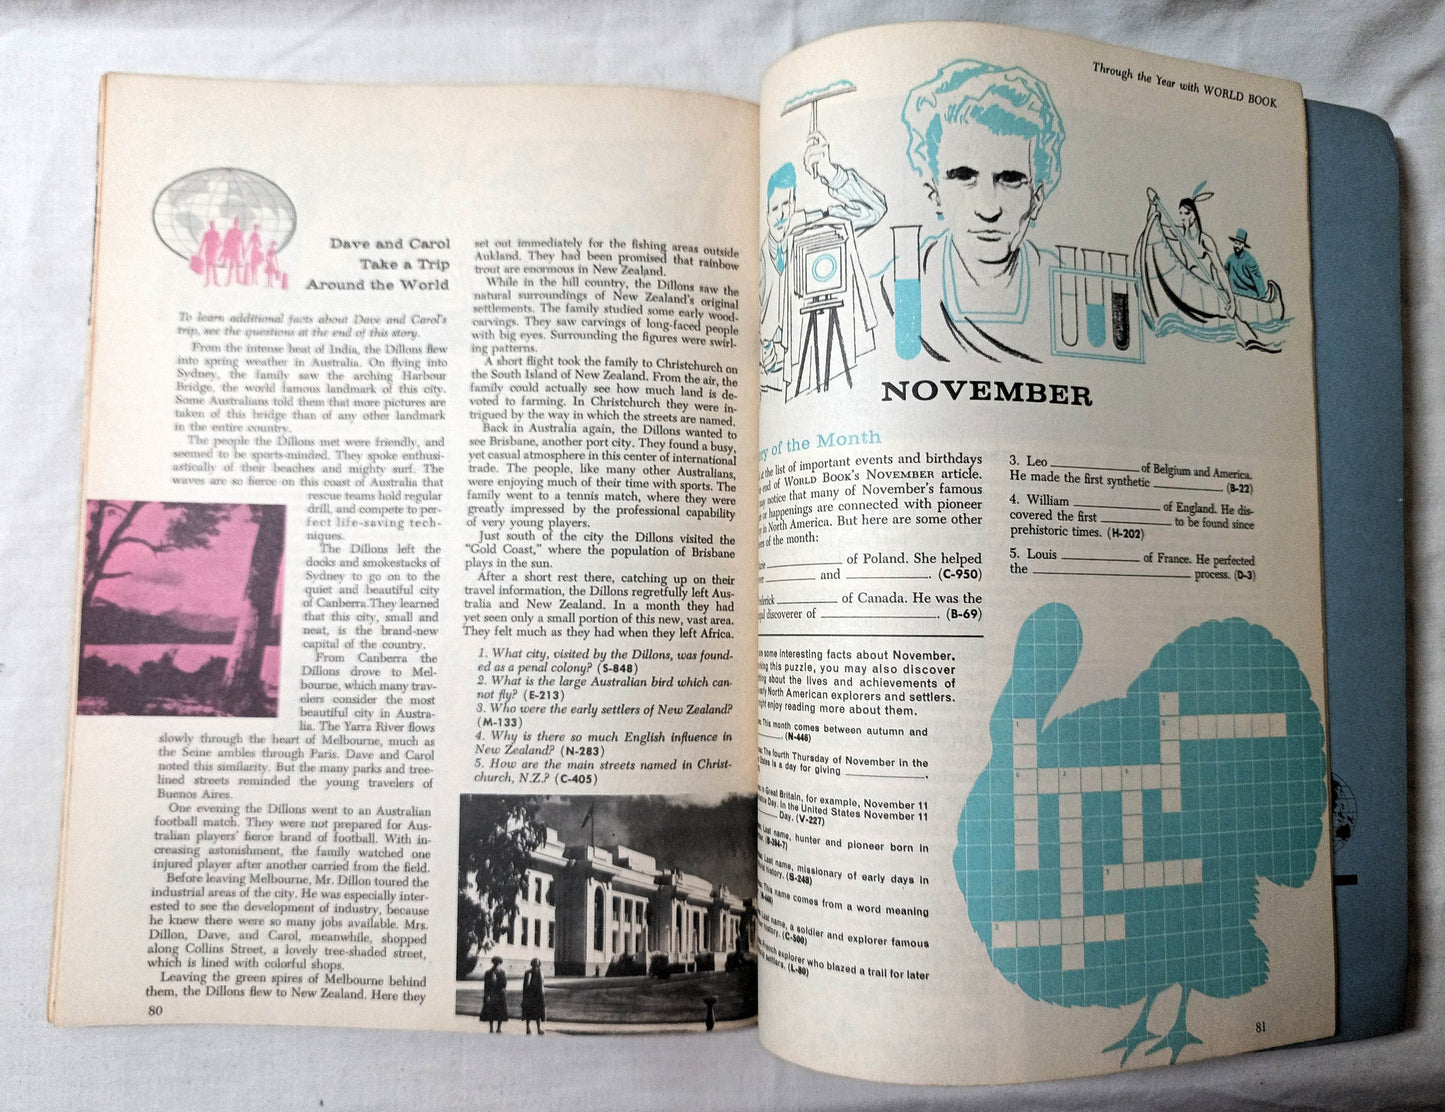 Dave and Carol
Take a Trip
Around the World
To learn additional facts about Dave and Carol's
trip, see the questions at the end of this story.
From the intense heat of India, the Dillons flew
into spring weather in Australia. On flying into
Sydney, the family saw the arching Harbour
Bridge, the world famous landmark of this city.
Some Australians told them that more pictures are
taken of this bridge than of any other landmark
in the entire country.
The people the Dillons met were friendly, and
seemed to be sports-minded. They spoke enthusi-
astically of their beaches and mighty surf. The
waves are so fierce on this coast of Australia that
rescue teams hold regular
drill, and compete to per-
fect life-saving tech-
niques.
The Dillons left the
docks and smokestacks of
Sydney to go on to the
quiet and beautiful city
of Canberra. They learned
that this city, small and
neat, is the brand-new
capital of the country.
From Canberra the
Dillons drove to Mel-
bourne, which many trav-
elers consider the most
beautiful city in Austra-
lia. The Yarra River flows
slowly through the heart of Melbourne, much as
the Seine ambles through Paris. Dave and Carol
noted this similarity. But the many parks and tree-
lined streets reminded the young travelers of
Buenos Aires.
One evening the Dillons went to an Australian
football match. They were not prepared for Aus-
tralian players' fierce brand of football. With in-
creasing astonishment, the family watched one
injured player after another carried from the field.
Before leaving Melbourne, Mr. Dillon toured the
industrial areas of the city. He was especially inter-
ested to see the development of industry, because
he knew there were so many jobs available. Mrs.
Dillon, Dave, and Carol, meanwhile, shopped
along Collins Street, a lovely tree-shaded street,
which is lined with colorful shops.
Leaving the green spires of Melbourne behind
them, the Dillons flew to New Zealand. Here they
80
set out immediately for the fishing areas outside
Aukland. They had been promised that rainbow
trout are enormous in New Zealand.
While in the hill country, the Dillons saw the
natural surroundings of New Zealand's original
settlements. The family studied some early wood-
carvings. They saw carvings of long-faced people
with big eyes. Surrounding the figures were swirl-
ing patterns.
A short flight took the family to Christchurch on
the South Island of New Zealand. From the air, the
family could actually see how much land is de-
voted to farming. In Christchurch they were in-
trigued by the way in which the streets are named.
Back in Australia again, the Dillons wanted to
see Brisbane, another port city. They found a busy,
yet casual atmosphere in this center of international
trade. The people, like many other Australians,
were enjoying much of their time with sports. The
family went to a tennis match, where they were
greatly impressed by the professional capability
of very young players.
Just south of the city the Dillons visited the
"Gold Coast," where the population of Brisbane
plays in the sun.
After a short rest there, catching up on their
travel information, the Dillons regretfully left Aus-
tralia and New Zealand. In a month they had
yet seen only a small portion of this new, vast area.
They felt much as they had when they left Africa.
1. What city, visited by the Dillons, was found-
ed as a penal colony? (S-848)
2. What is the large Australian bird which can-
not fly? (E-213)
3. Who were the early settlers of New Zealand?
(M-133)
4. Why is there so much English influence in
New Zealand? (N-283)
5. How are the main streets named in Christ-
church, N.Z.? (C-405)
Through the Year with WORLD BOOK
NOVEMBER
of the Month
at the list of important events and birthdays
end of WORLD BOOK'S NOVEMBER article.
notice that many of November's famous
or happenings are connected with pioneer
in North America. But here are some other
of the month:
of Poland. She helped
and . (C-950)
of Canada. He was the
discoverer of . (B-69)
some interesting facts about November.
this puzzle, you may also discover
about the lives and achievements of
early North American explorers and settlers.
enjoy reading more about them.
This month comes between autumn and
. (N-446)
The fourth Thursday of November in the
is a day for giving .
in Great Britain, for example, November 11
Day. In the United States November 11
Day. (V-227)
Last name, hunter and pioneer born in
Last name, missionary of early days in
history. (S-248)
This name comes from a word meaning
Last name, a soldier and explorer famous
history. (C-500)
French explorer who blazed a trail for later
settlers. (L-80)
3. Leo of Belgium and America.
He made the first synthetic . (B-22)
4. William of England. He dis-
covered the first to be found since
prehistoric times. (H-202)
5. Louis of France. He perfected
the process. (D-3)
1
2
3
4
4
3
2
81